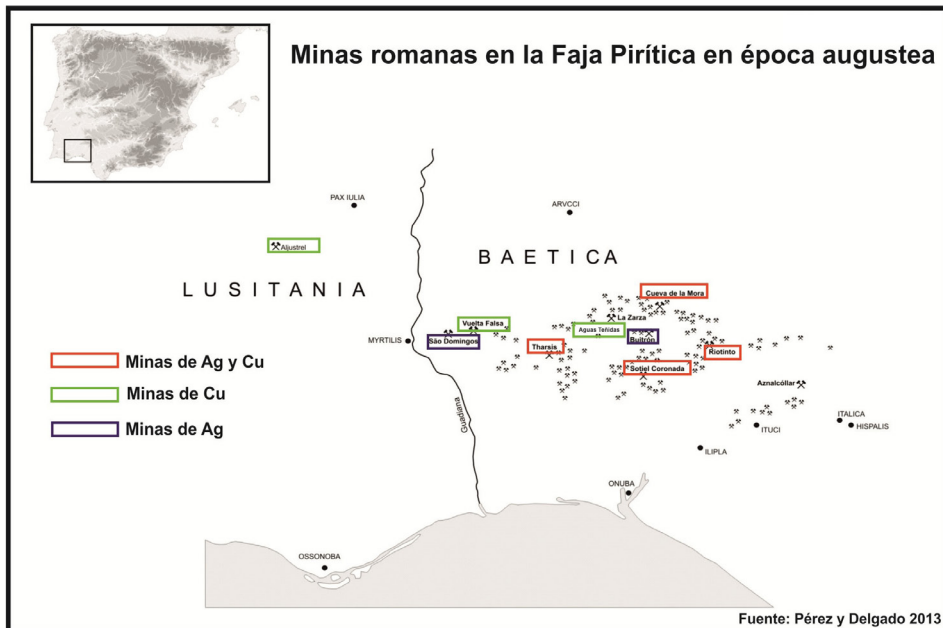 Minas romanas en la Faja Pirítica en época augustea
PAX IULIA
ARVCCI
Aljustrel
BAETICA
LUSITANIA
Cueva de la Mora
La Zarza
Vuelta Falsa
Aguas Teñidas
MYRTILIS
São Domingos
Buitrón
Tharsis
Riotinto
Minas de Ag y Cu
Sotiel Coronada
Aznalcóllar
Minas de Cu
Guadiana
Minas de Ag
ITALICA
ITUCI
HISPALIS
ILIPLA
ONUBA
OSSONOBA
Fuente: Pérez y Delgado 2013